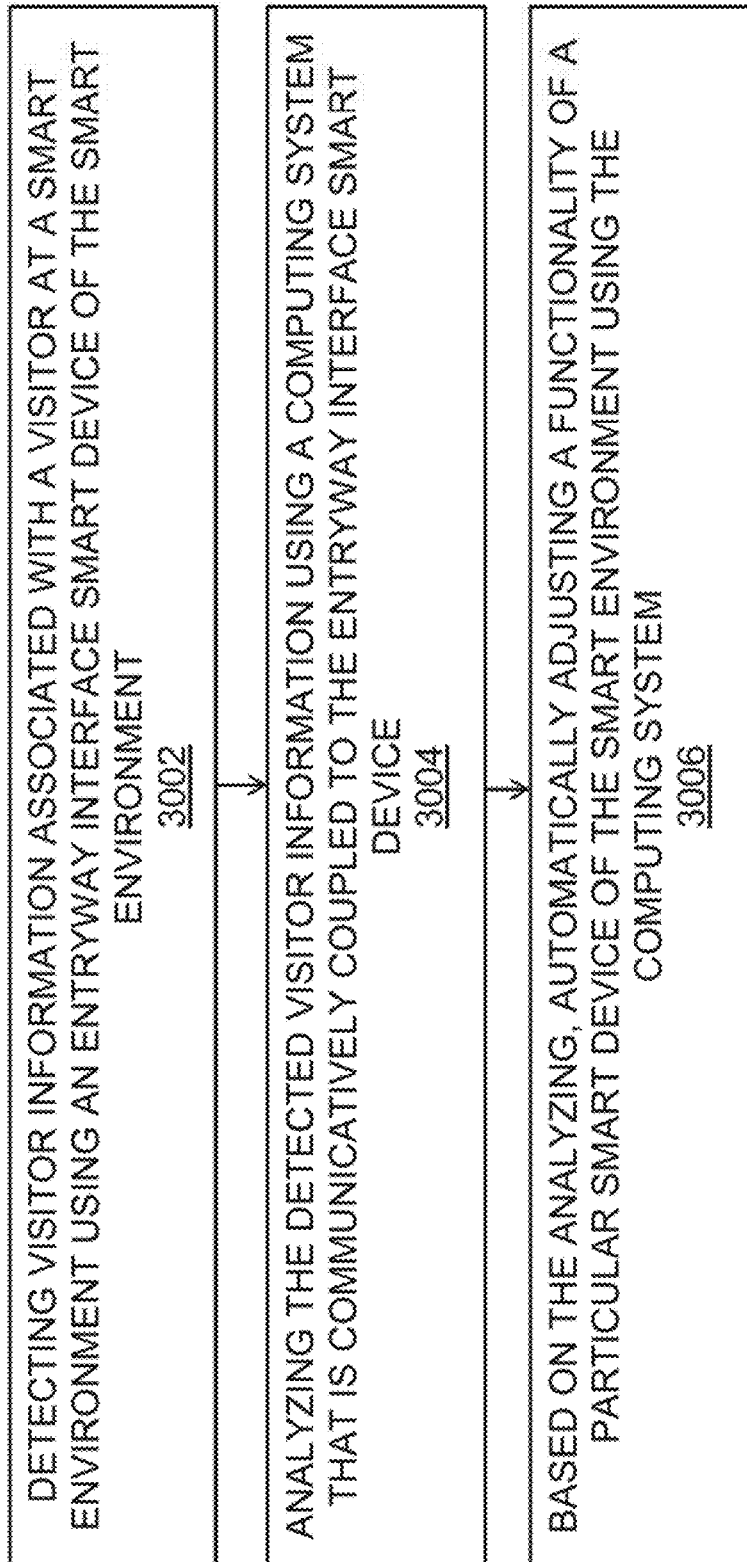 DETECTING VISITOR INFORMATION ASSOCIATED WITH A VISITOR AT A SMART
ENVIRONMENT USING AN ENTRYWAY INTERFACE SMART DEVICE OF THE SMART
ENVIRONMENT
3002
ANALYZING THE DETECTED VISITOR INFORMATION USING A COMPUTING SYSTEM
THAT IS COMMUNICATIVELY COUPLED TO THE ENTRYWAY INTERFACE SMART
DEVICE
3004
BASED ON THE ANALYZING, AUTOMATICALLY ADJUSTING A FUNCTIONALITY OF A
PARTICULAR SMART DEVICE OF THE SMART ENVIRONMENT USING THE
COMPUTING SYSTEM
3006